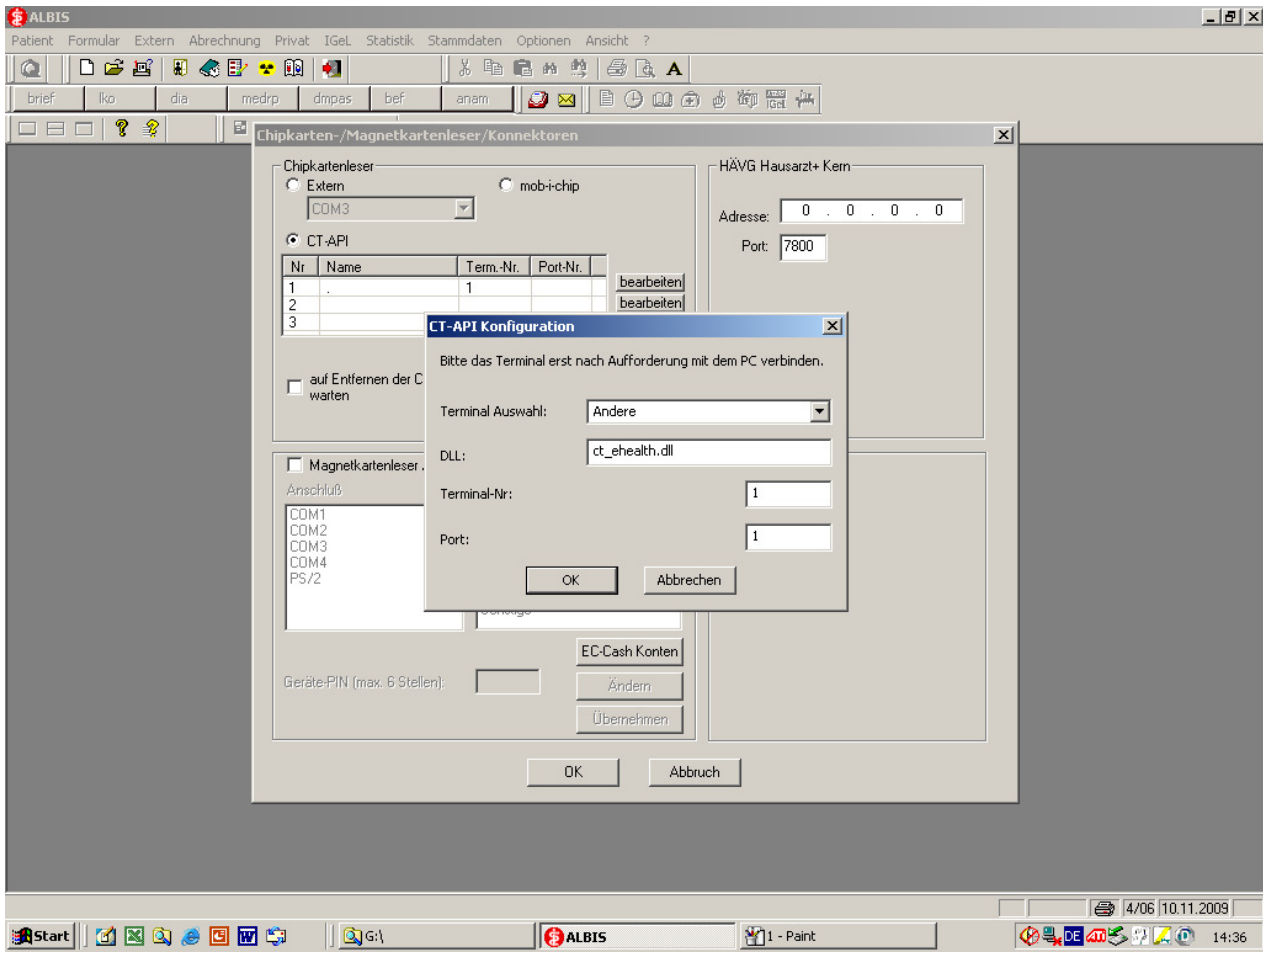 ALBIS
Patient Formular Extern Abrechnung Privat IGeL Statistik Stammdaten Optionen Ansicht ?
brief lko dia medrp dmpas bef anam
Chipkarten-/Magnetkartenleser/Konnektoren
Chipkartenleser
Extern
mob-i-chip
COM3
CT-API
Nr Name Term.-Nr. Port-Nr.
1 . 1
bearbeiten
2
bearbeiten
3
auf Entfernen der C
warten
HÄVG Hausarzt+ Kern
Adresse: 0 . 0 . 0 . 0
Port: 7800
CT-API Konfiguration
Bitte das Terminal erst nach Aufforderung mit dem PC verbinden.
Terminal Auswahl: Andere
DLL: ct_ehealth.dll
Terminal-Nr: 1
Port: 1
OK Abbrechen
Magnetkartenleser
Anschluß
COM1
COM2
COM3
COM4
PS/2
EC-Cash Konten
Geräte-PIN (max. 6 Stellen):
Ändern
Übernehmen
OK Abbruch
4/06 10.11.2009
Start G:\ ALBIS 1 - Paint DE 14:36